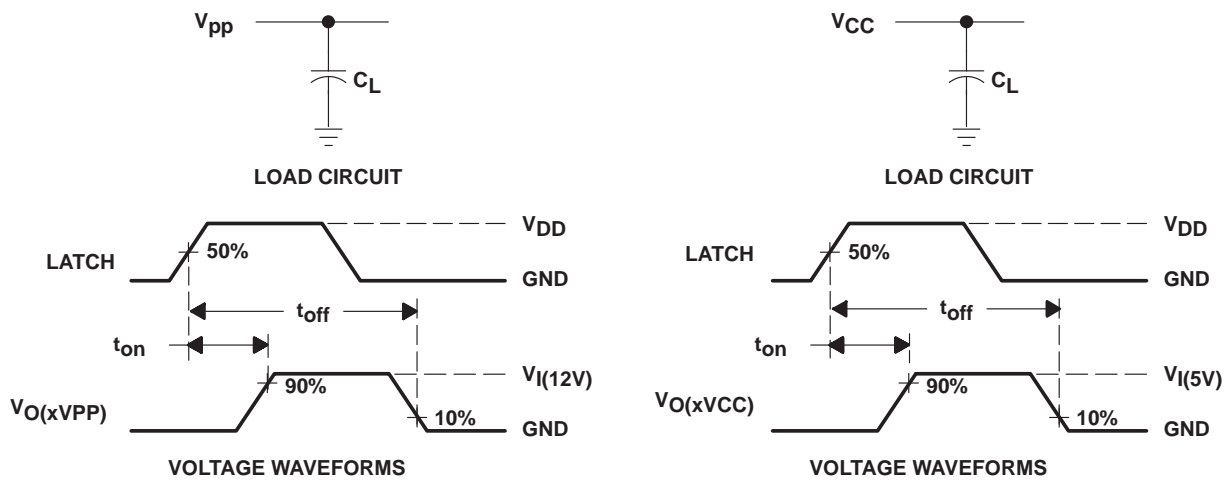 Vpp
CL
LOAD CIRCUIT
LATCH
50%
VDD
GND
toff
ton
VO(xVPP)
90%
10%
VI(12V)
GND
VOLTAGE WAVEFORMS
VCC
CL
LOAD CIRCUIT
LATCH
50%
VDD
GND
toff
ton
VO(xVCC)
90%
10%
VI(5V)
GND
VOLTAGE WAVEFORMS